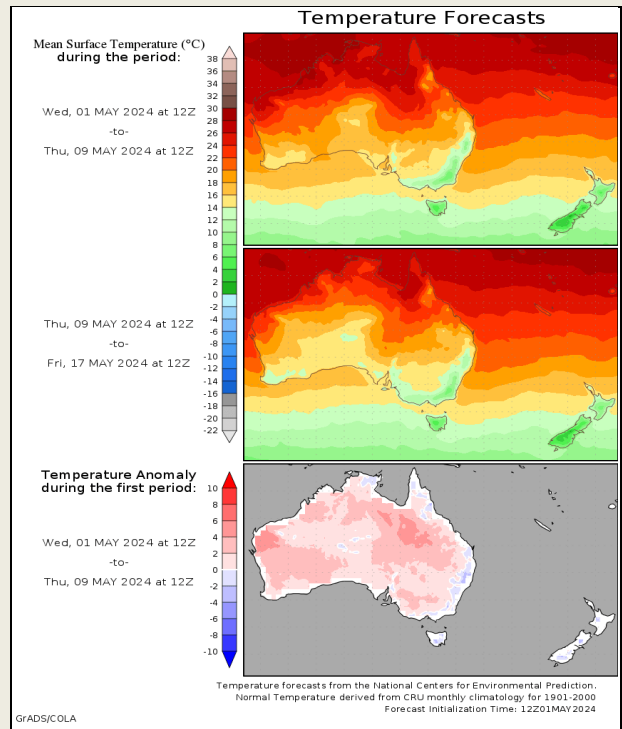 Temperature Forecasts
Mean Surface Temperature (°C)
during the period:
38
36
34
32
30
28
26
24
22
20
18
16
14
12
10
8
6
4
2
0
-2
-4
-6
-8
-10
-12
-14
-16
-18
-20
-22
Wed, 01 MAY 2024 at 12Z
-to-
Thu, 09 MAY 2024 at 12Z
Thu, 09 MAY 2024 at 12Z
-to-
Fri, 17 MAY 2024 at 12Z
Temperature Anomaly
during the first period:
10
8
6
4
2
0
-2
-4
-6
-8
-10
Wed, 01 MAY 2024 at 12Z
-to-
Thu, 09 MAY 2024 at 12Z
Temperature forecasts from the National Centers for Environmental Prediction.
Normal Temperature derived from CRU monthly climatology for 1901-2000
Forecast Initialization Time: 12Z01MAY2024
GrADS/COLA